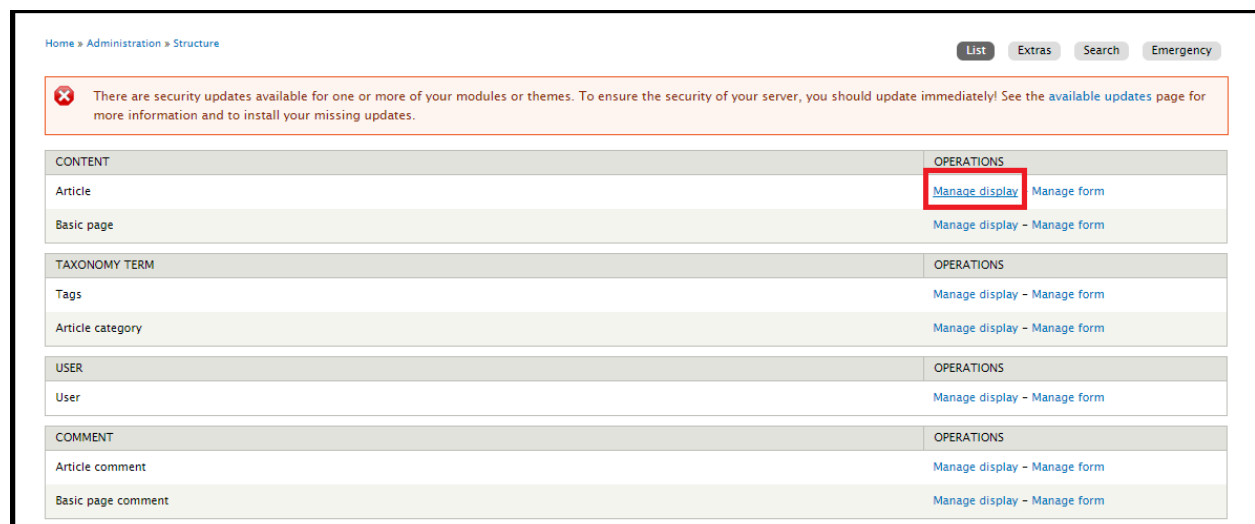 Home » Administration » Structure
List Extras Search Emergency
There are security updates available for one or more of your modules or themes. To ensure the security of your server, you should update immediately! See the available updates page for
more information and to install your missing updates.
CONTENT OPERATIONS
Article Manage display - Manage form
Basic page Manage display - Manage form
TAXONOMY TERM OPERATIONS
Tags Manage display - Manage form
Article category Manage display - Manage form
USER OPERATIONS
User Manage display - Manage form
COMMENT OPERATIONS
Article comment Manage display - Manage form
Basic page comment Manage display - Manage form